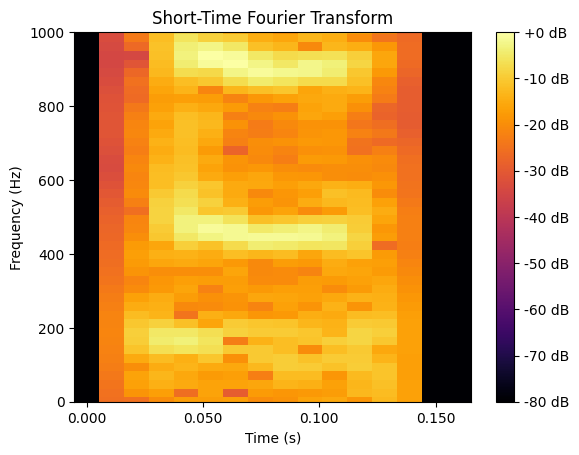 Short-Time Fourier Transform
1000
800
600
400
200
0
Frequency (Hz)
0.000
0.050
0.100
0.150
Time (s)
+0 dB
-10 dB
-20 dB
-30 dB
-40 dB
-50 dB
-60 dB
-70 dB
-80 dB